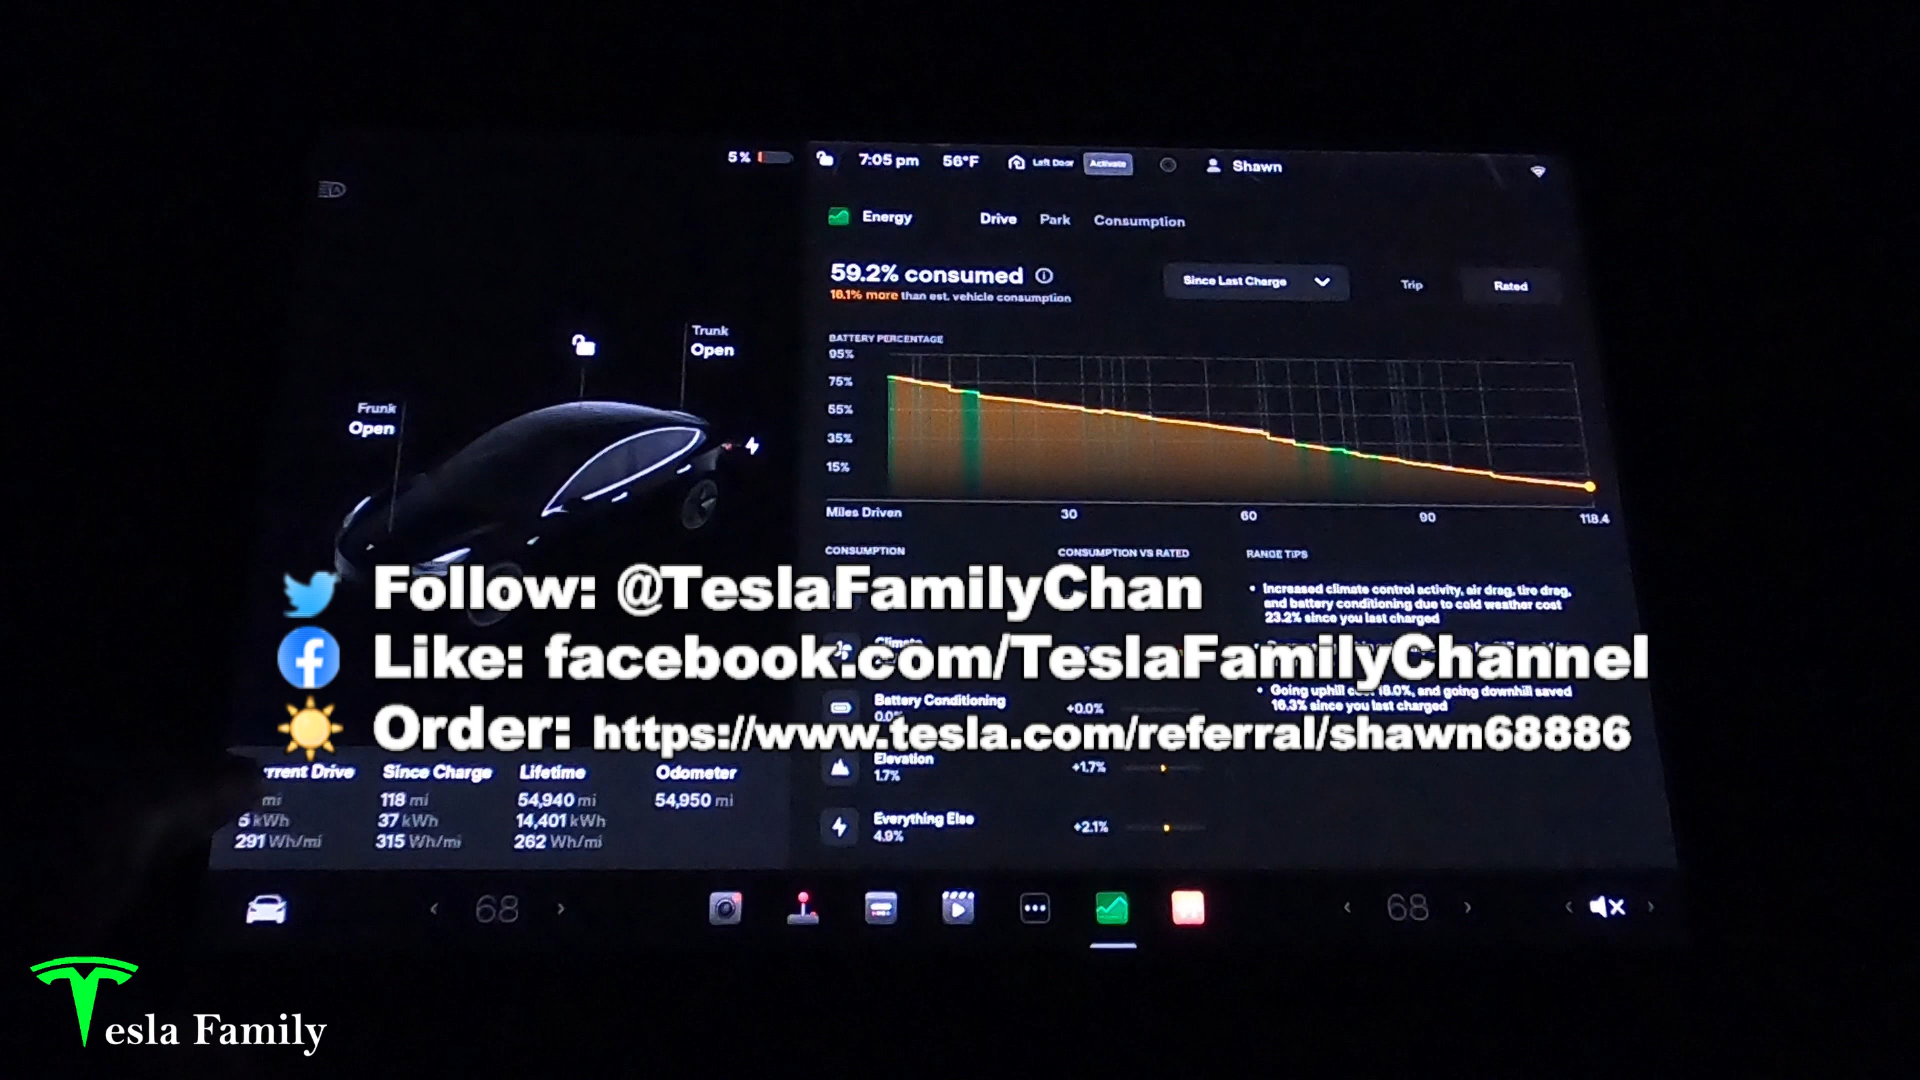 5%
7:05 pm 56°F Left Door Activate Shawn
Energy Drive Park Consumption
59.2% consumed
16.1% more than est. vehicle consumption
Since Last Charge Trip Rated
Trunk
Open
Frunk
Open
BATTERY PERCENTAGE
95%
75%
55%
35%
15%
Miles Driven 30 60 90 118.4
CONSUMPTION CONSUMPTION VS RATED RANGE TIPS
• Increased climate control activity, air drag, tire drag,
and battery conditioning due to cold weather cost
23.2% since you last charged
Follow: @TeslaFamilyChan
Climate
Like: facebook.com/TeslaFamilyChannel
• Going uphill 18.0%, and going downhill saved
16.3% since you last charged
Battery Conditioning +0.0%
0.0%
Order: https://www.tesla.com/referral/shawn68886
Elevation +1.7%
1.7%
Everything Else +2.1%
4.9%
Drive Since Charge Lifetime Odometer
mi 118 mi 54,940 mi 54,950 mi
5 kWh 37 kWh 14,401 kWh
291 Wh/mi 315 Wh/mi 262 Wh/mi
68 68
Tesla Family